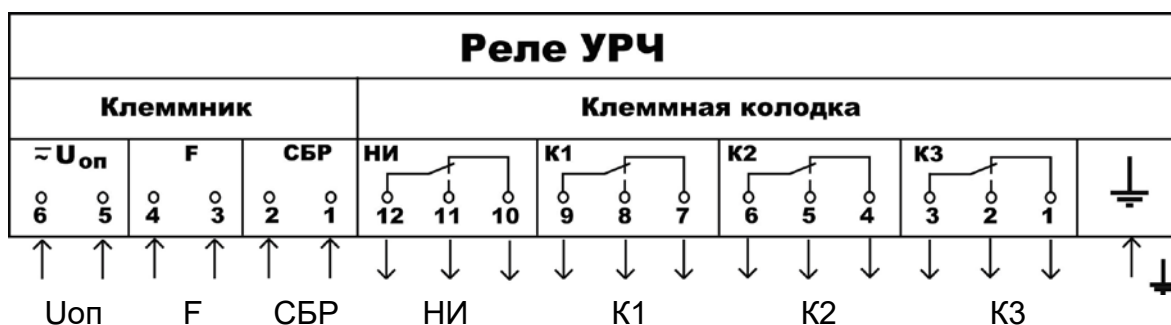 Реле УРЧ
Клеммник Клеммная колодка
≂ Uоп F СБР НИ К1 К2 К3
6 5 4 3 2 1 12 11 10 9 8 7 6 5 4 3 2 1
Uоп F СБР НИ К1 К2 К3